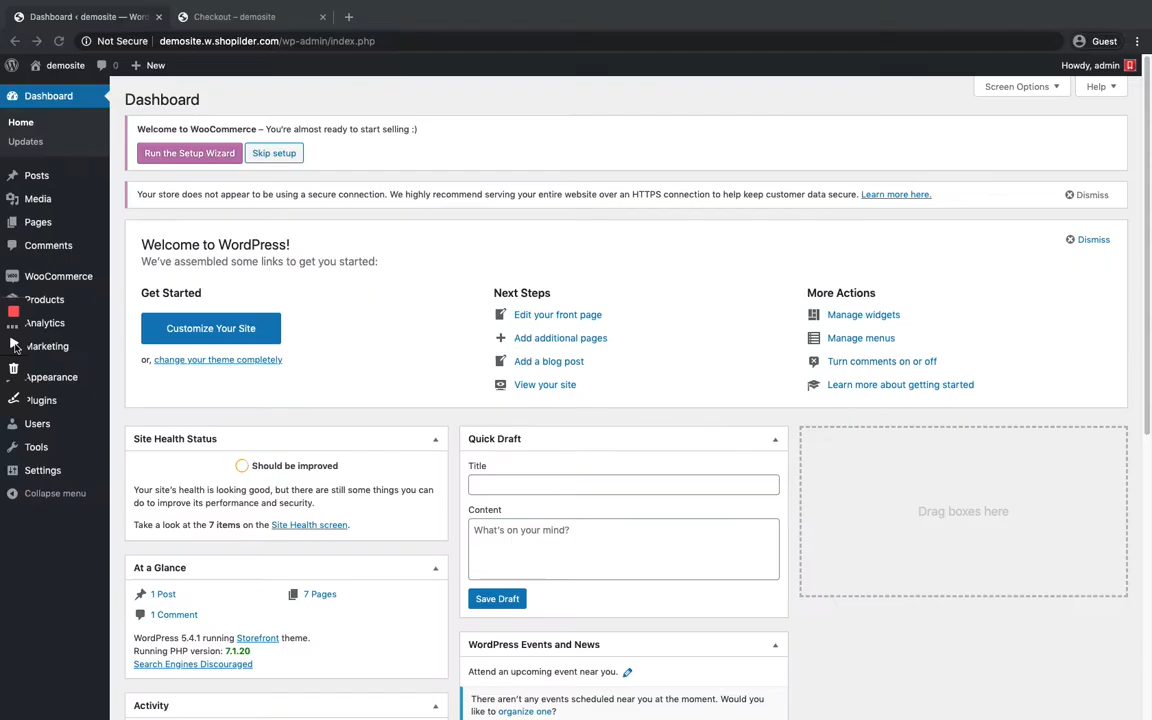 Dashboard ‹ demosite — Word
Checkout – demosite
Not Secure
demosite.w.shopilder.com/wp-admin/index.php
Guest
demosite
0
New
Howdy, admin
Dashboard
Home
Updates
Posts
Media
Pages
Comments
WooCommerce
Products
Analytics
Marketing
Appearance
Plugins
Users
Tools
Settings
Collapse menu
Dashboard
Screen Options
Help
Welcome to WooCommerce – You're almost ready to start selling :)
Run the Setup Wizard
Skip setup
Your store does not appear to be using a secure connection. We highly recommend serving your entire website over an HTTPS connection to help keep customer data secure. Learn more here.
Dismiss
Welcome to WordPress!
Dismiss
We've assembled some links to get you started:
Get Started
Customize Your Site
or, change your theme completely
Next Steps
Edit your front page
Add additional pages
Add a blog post
View your site
More Actions
Manage widgets
Manage menus
Turn comments on or off
Learn more about getting started
Site Health Status
Should be improved
Your site's health is looking good, but there are still some things you can
do to improve its performance and security.
Take a look at the 7 items on the Site Health screen.
At a Glance
1 Post
7 Pages
1 Comment
WordPress 5.4.1 running Storefront theme.
Running PHP version: 7.1.20
Search Engines Discouraged
Activity
Quick Draft
Title
Content
What's on your mind?
Save Draft
WordPress Events and News
Attend an upcoming event near you.
There aren't any events scheduled near you at the moment. Would you
like to organize one?
Drag boxes here